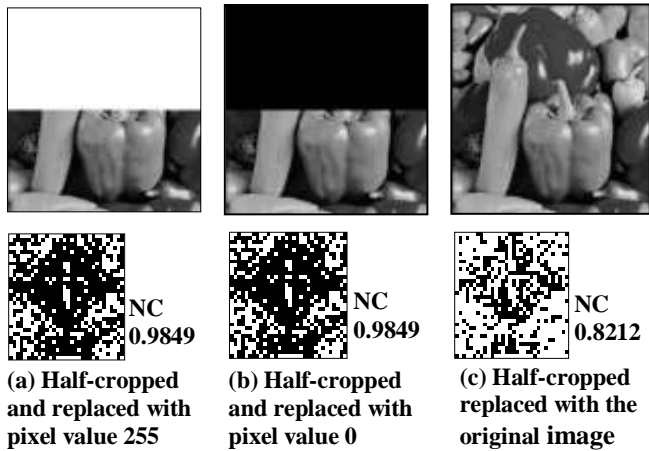 NC
0.9849
NC
0.9849
NC
0.8212
(a) Half-cropped
and replaced with
pixel value 255
(b) Half-cropped
and replaced with
pixel value 0
(c) Half-cropped
replaced with the
original image